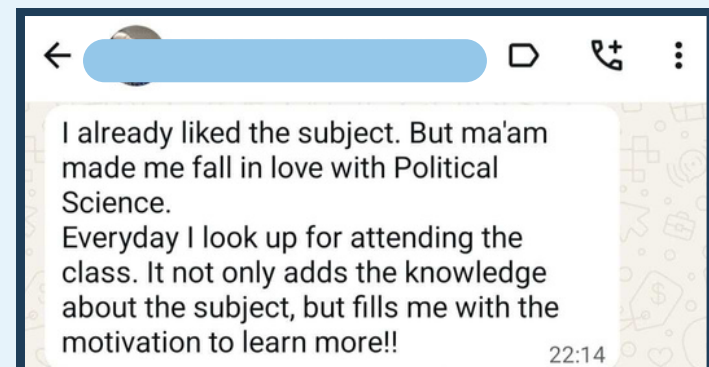 I already liked the subject. But ma'am
made me fall in love with Political
Science.
Everyday I look up for attending the
class. It not only adds the knowledge
about the subject, but fills me with the
motivation to learn more!!
22:14